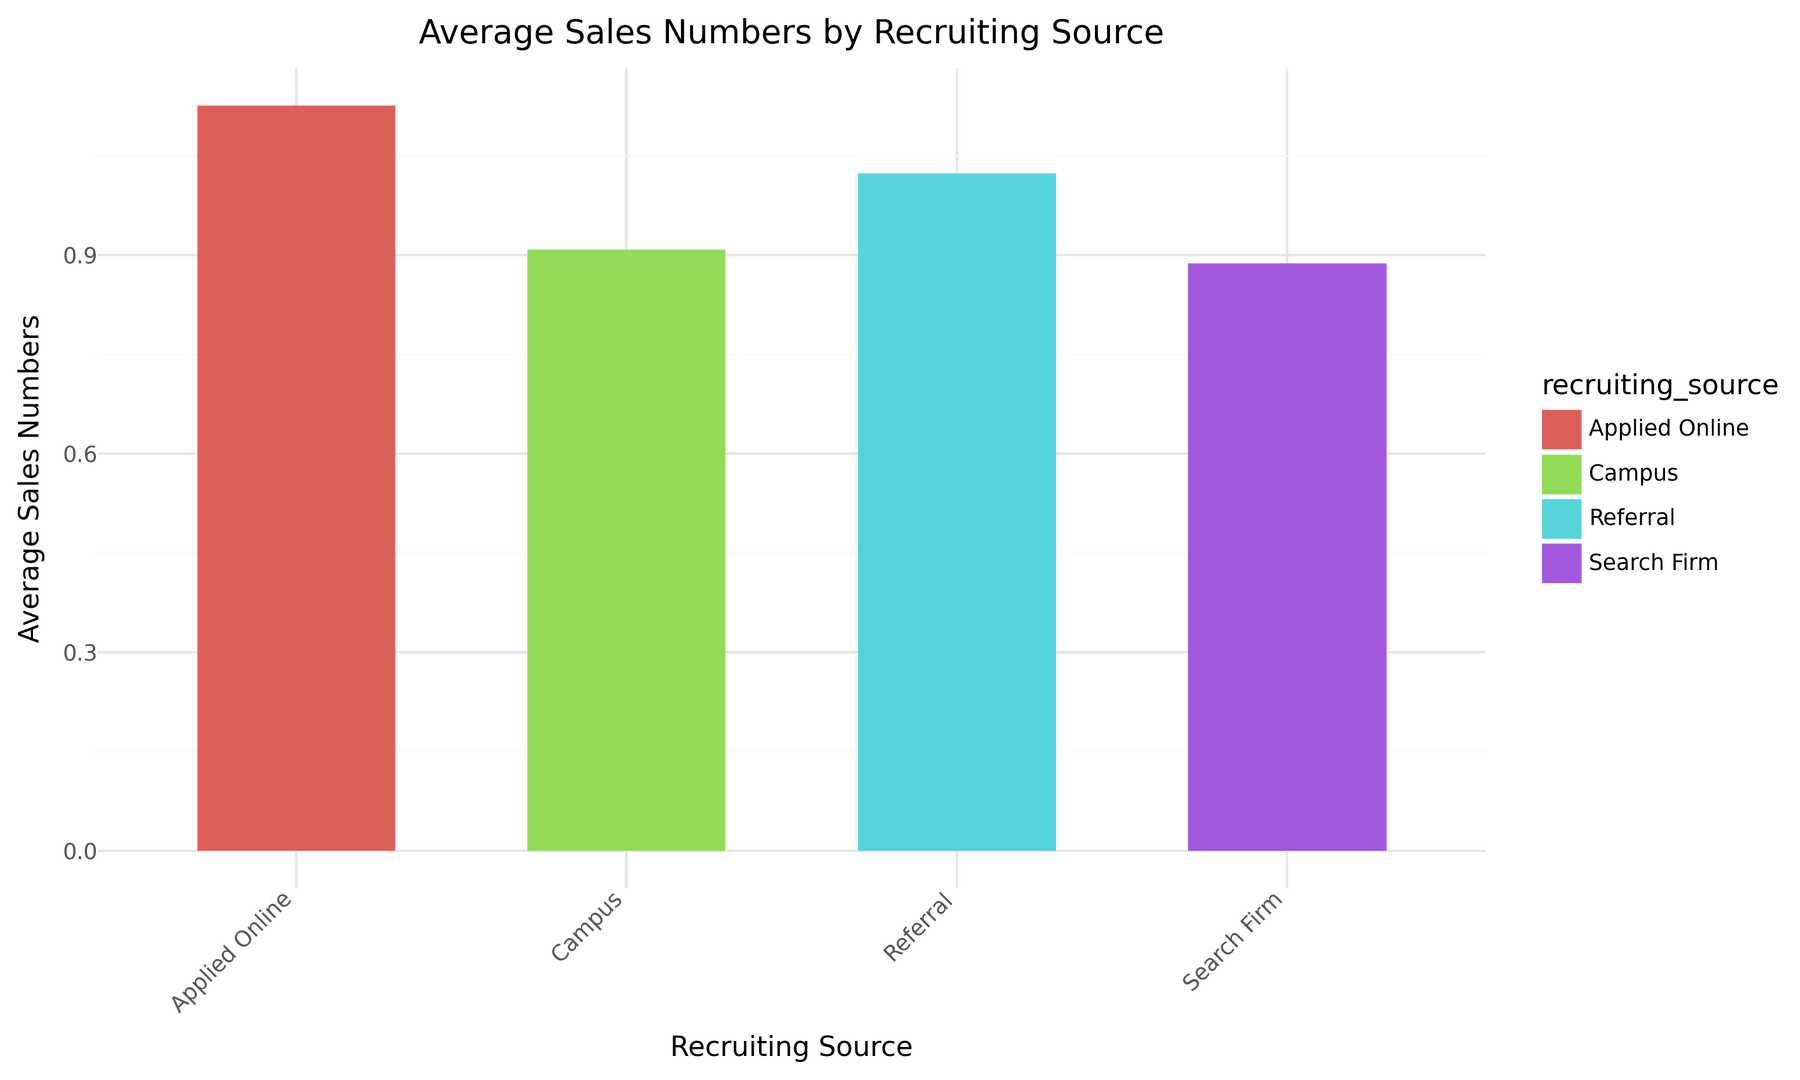 Average Sales Numbers by Recruiting Source
Average Sales Numbers
0.9
0.6
0.3
0.0
Applied Online
Campus
Referral
Search Firm
Recruiting Source
recruiting_source
Applied Online
Campus
Referral
Search Firm